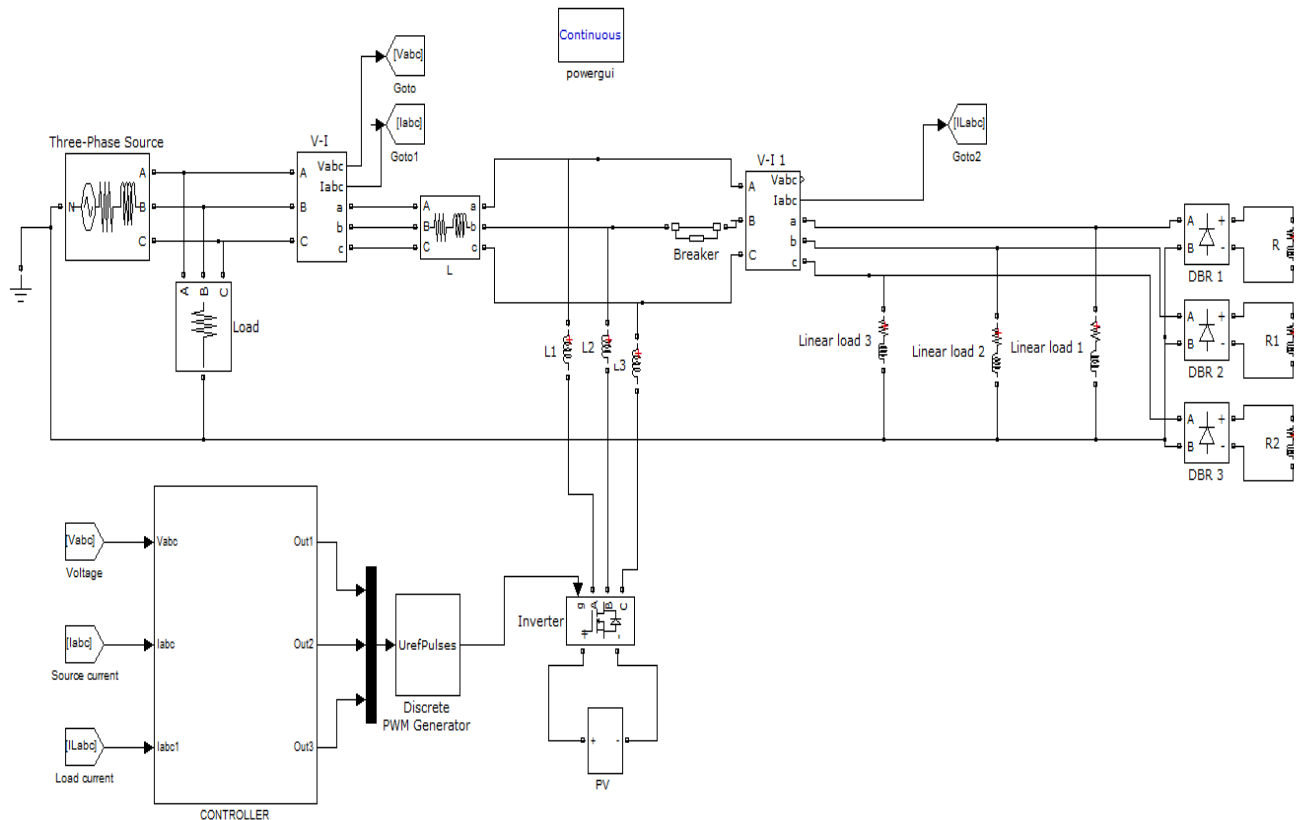 Continuous
powergui
[Vabc]
Goto
[Iabc]
Goto1
[ILabc]
Goto2
Three-Phase Source
N
A
B
C
V-I
A
B
C
Vabc
Iabc
a
b
c
A
B
C
a
b
c
L
Breaker
V-I 1
A
B
C
Vabc
Iabc
a
b
c
A
B
C
Load
L1
L2
L3
Linear load 3
Linear load 2
Linear load 1
A
B
+
-
DBR 1
R
A
B
+
-
DBR 2
R1
A
B
+
-
DBR 3
R2
[Vabc]
Voltage
[Iabc]
Source current
[ILabc]
Load current
Vabc
Iabc
Iabc1
Out1
Out2
Out3
CONTROLLER
UrefPulses
Discrete
PWM Generator
Inverter
g
A
B
C
+
-
+
-
PV